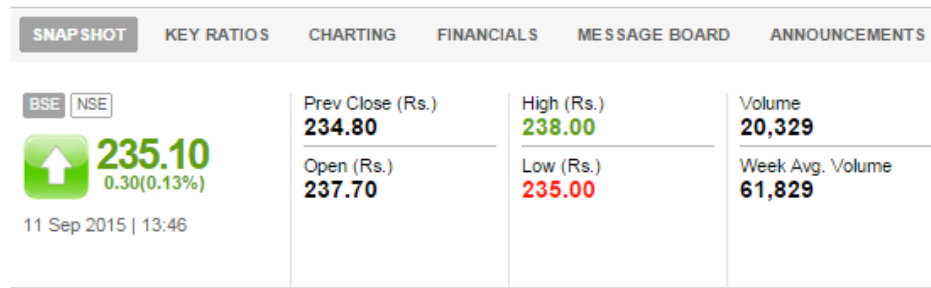 SNAPSHOT KEY RATIOS CHARTING FINANCIALS MESSAGE BOARD ANNOUNCEMENTS
BSE NSE
235.10
0.30(0.13%)
11 Sep 2015 | 13:46
Prev Close (Rs.)
234.80
Open (Rs.)
237.70
High (Rs.)
238.00
Low (Rs.)
235.00
Volume
20,329
Week Avg. Volume
61,829